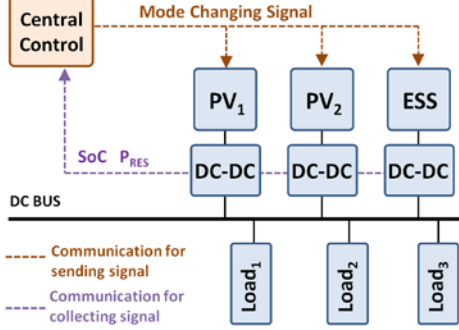 Central
Control
Mode Changing Signal
PV₁
PV₂
ESS
SoC P_RES
DC-DC
DC-DC
DC-DC
DC BUS
Load₁
Load₂
Load₃
Communication for
sending signal
Communication for
collecting signal